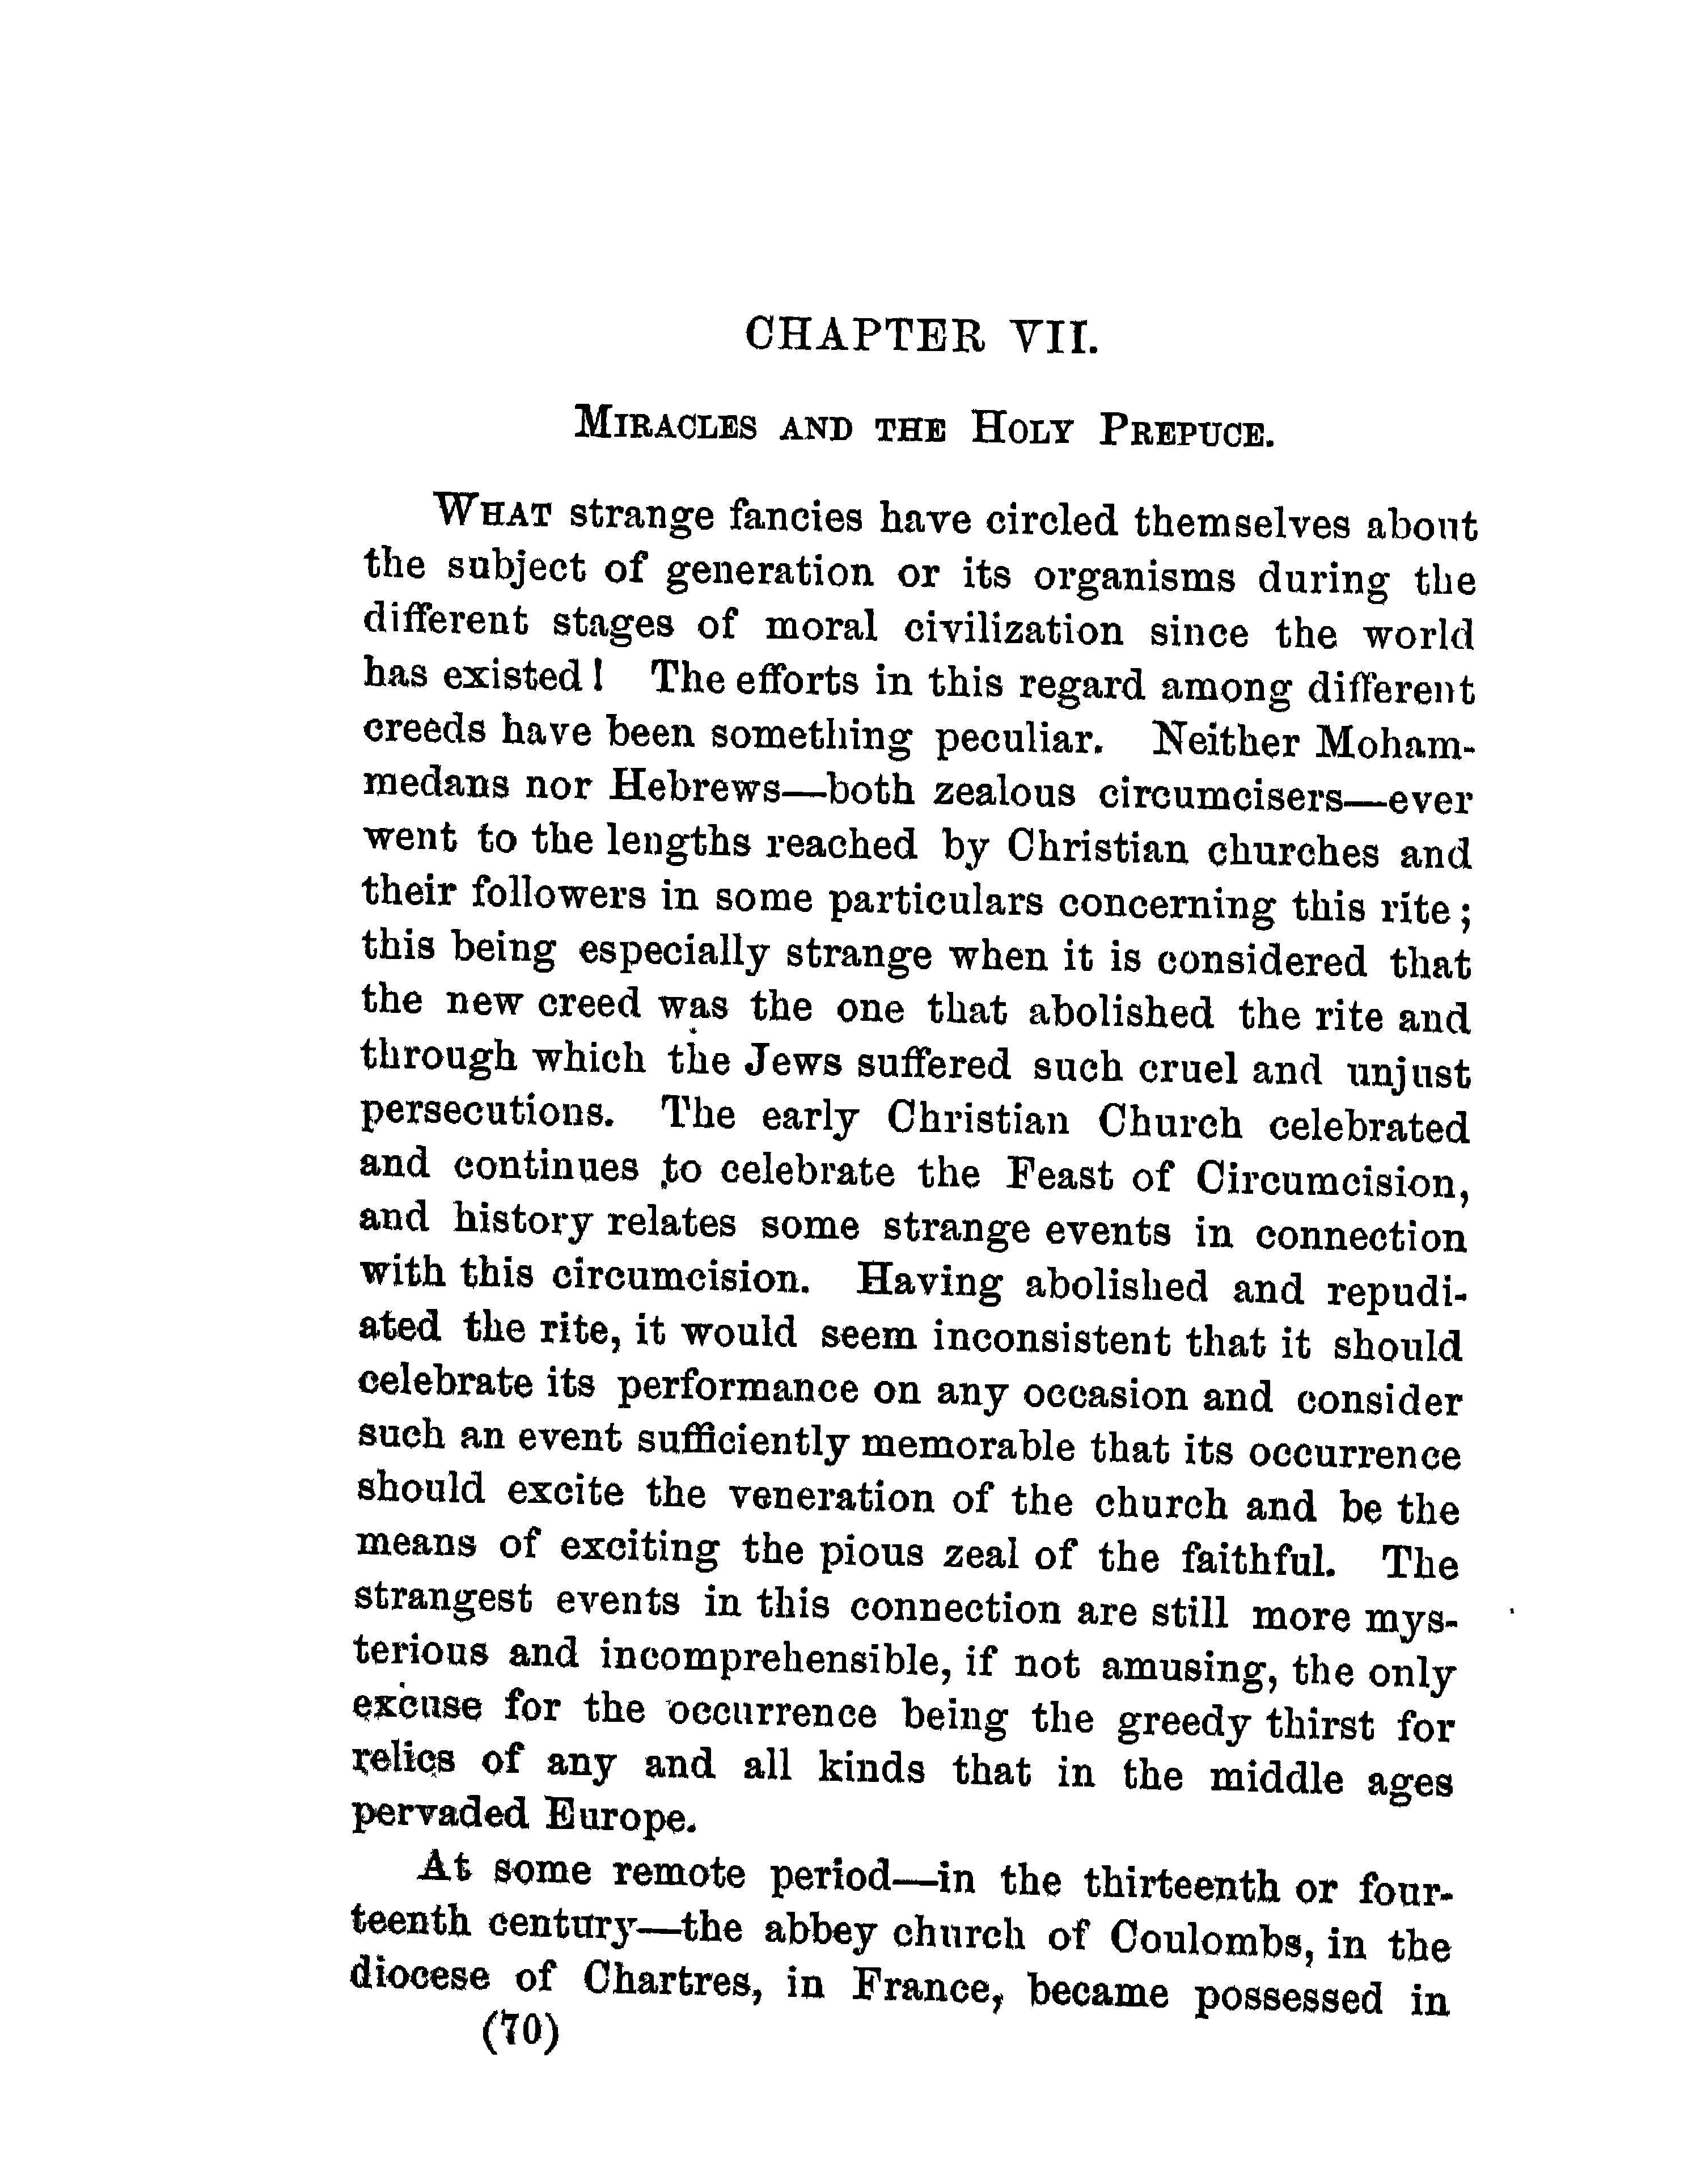 CHAPTER VII.
MIRACLES AND THE HOLY PREPUCE.
WHAT strange fancies have circled themselves about
the subject of generation or its organisms during the
different stages of moral civilization since the world
has existed! The efforts in this regard among different
creeds have been something peculiar. Neither Moham-
medans nor Hebrews—both zealous circumcisers—ever
went to the lengths reached by Christian churches and
their followers in some particulars concerning this rite;
this being especially strange when it is considered that
the new creed was the one that abolished the rite and
through which the Jews suffered such cruel and unjust
persecutions. The early Christian Church celebrated
and continues to celebrate the Feast of Circumcision,
and history relates some strange events in connection
with this circumcision. Having abolished and repudi-
ated the rite, it would seem inconsistent that it should
celebrate its performance on any occasion and consider
such an event sufficiently memorable that its occurrence
should excite the veneration of the church and be the
means of exciting the pious zeal of the faithful. The
strangest events in this connection are still more mys-
terious and incomprehensible, if not amusing, the only
excuse for the occurrence being the greedy thirst for
relics of any and all kinds that in the middle ages
pervaded Europe.
At some remote period—in the thirteenth or four-
teenth century—the abbey church of Coulombs, in the
diocese of Chartres, in France, became possessed in
(70)